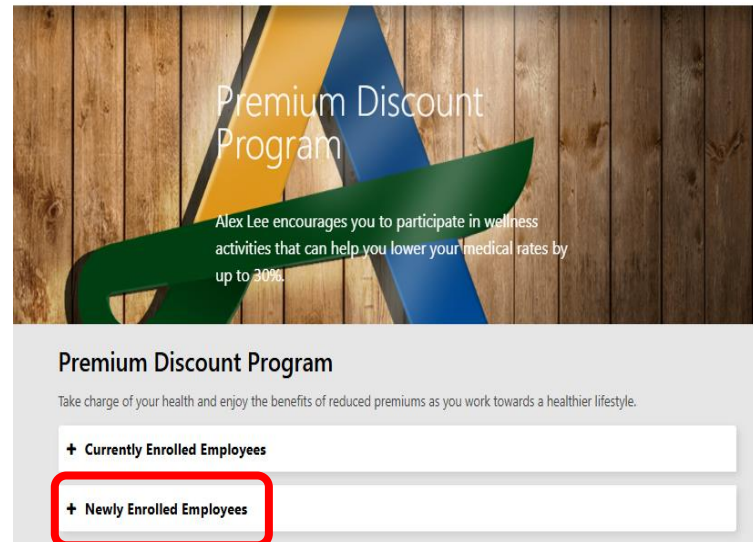 Premium Discount
Program
Alex Lee encourages you to participate in wellness
activities that can help you lower your medical rates by
up to 30%.
Premium Discount Program
Take charge of your health and enjoy the benefits of reduced premiums as you work towards a healthier lifestyle.
+ Currently Enrolled Employees
+ Newly Enrolled Employees